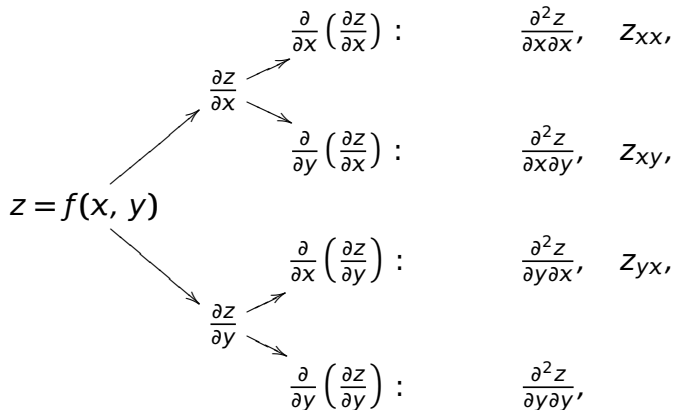 ∂/∂x (∂z/∂x) : ∂²z/∂x∂x, z_xx,
∂z/∂x
∂/∂y (∂z/∂x) : ∂²z/∂x∂y, z_xy,
z = f(x, y)
∂/∂x (∂z/∂y) : ∂²z/∂y∂x, z_yx,
∂z/∂y
∂/∂y (∂z/∂y) : ∂²z/∂y∂y,